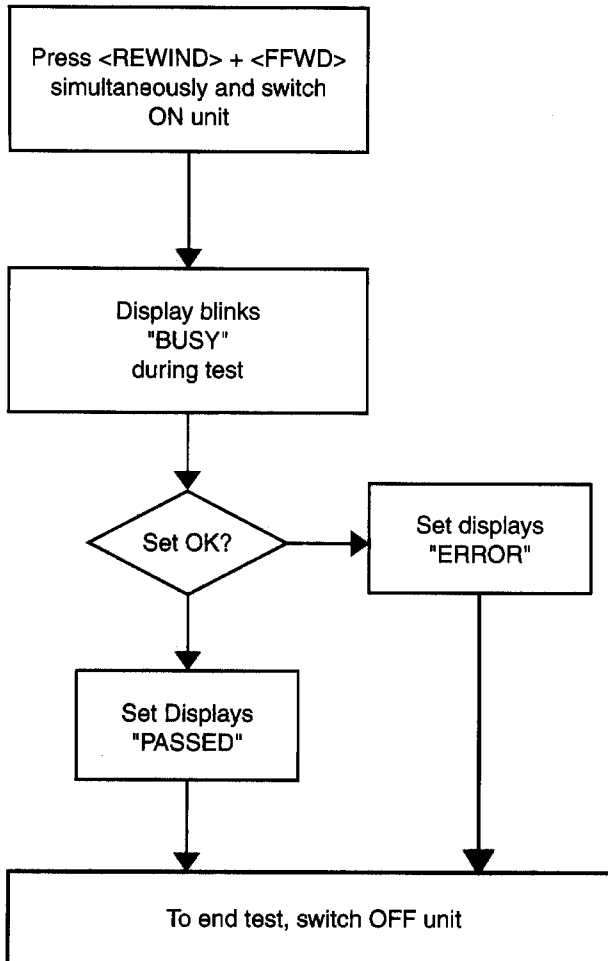 Press <REWIND> + <FFWD>
simultaneously and switch
ON unit
Display blinks
"BUSY"
during test
Set OK?
Set displays
"ERROR"
Set Displays
"PASSED"
To end test, switch OFF unit